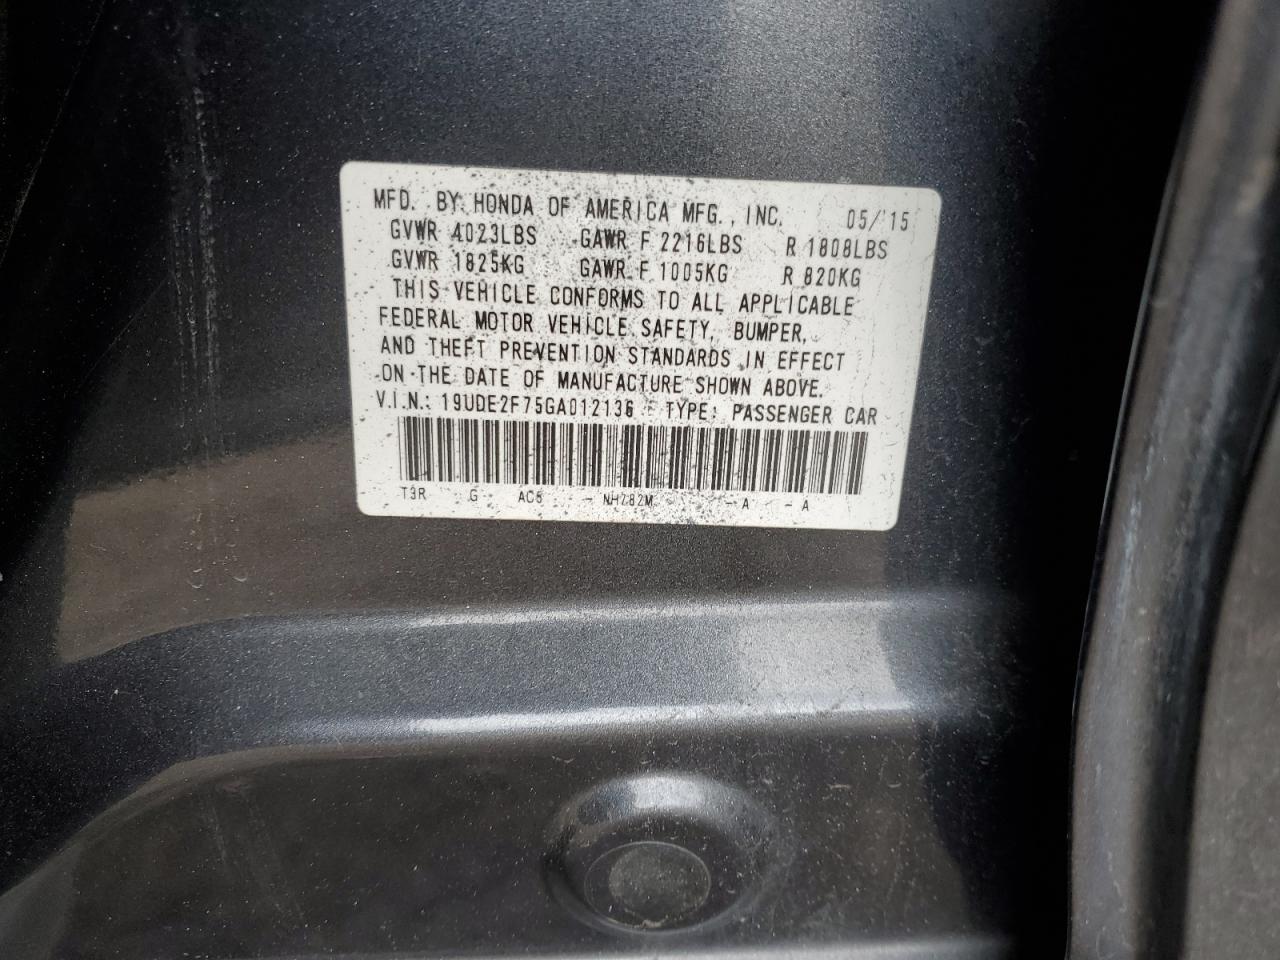 MFD. BY HONDA OF AMERICA MFG., INC. 05/'15
GVWR 4023LBS GAWR F 2216LBS R 1808LBS
GVWR 1825KG GAWR F 1005KG R 820KG
THIS VEHICLE CONFORMS TO ALL APPLICABLE
FEDERAL MOTOR VEHICLE SAFETY, BUMPER,
AND THEFT PREVENTION STANDARDS IN EFFECT
ON THE DATE OF MANUFACTURE SHOWN ABOVE.
V.I.N.: 19UDE2F75GA012136 TYPE: PASSENGER CAR
T3R G AC6 - NH782M - A - A